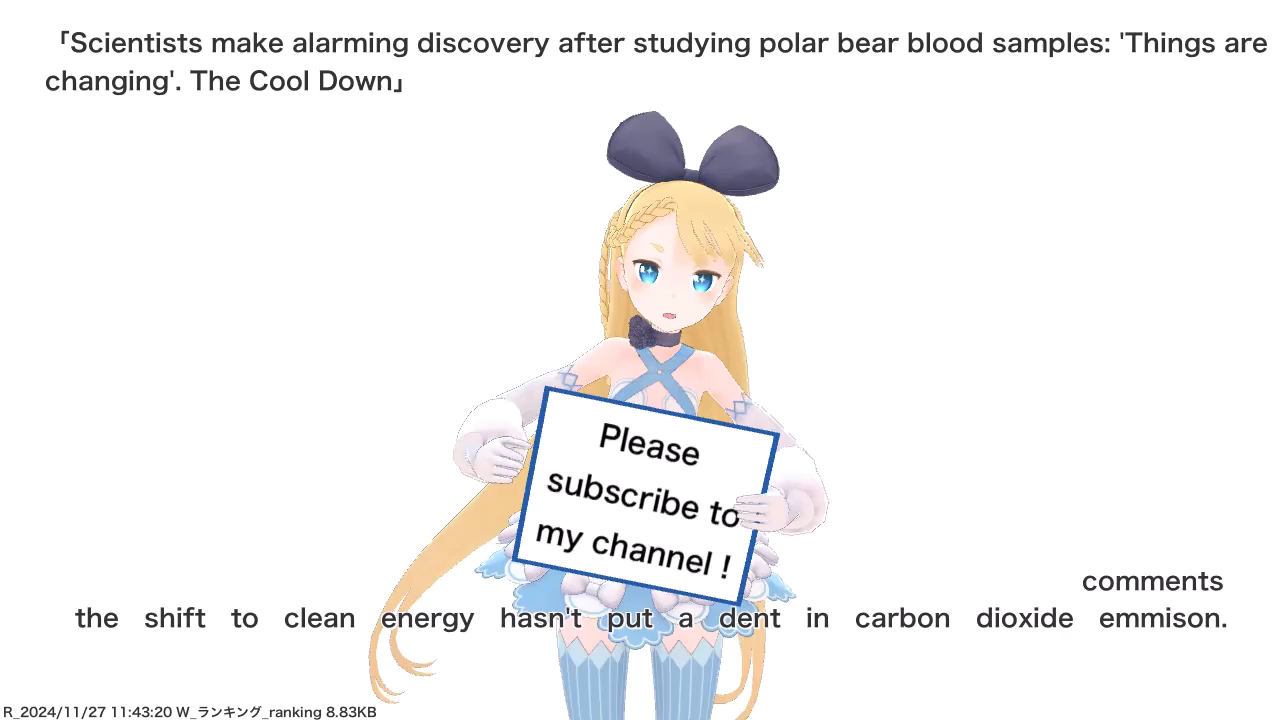 「Scientists make alarming discovery after studying polar bear blood samples: 'Things are
changing'. The Cool Down」
Please
subscribe to
my channel !
comments
the shift to clean energy hasn't put a dent in carbon dioxide emmison.
R_2024/11/27 11:43:20 W_ランキング_ranking 8.83KB